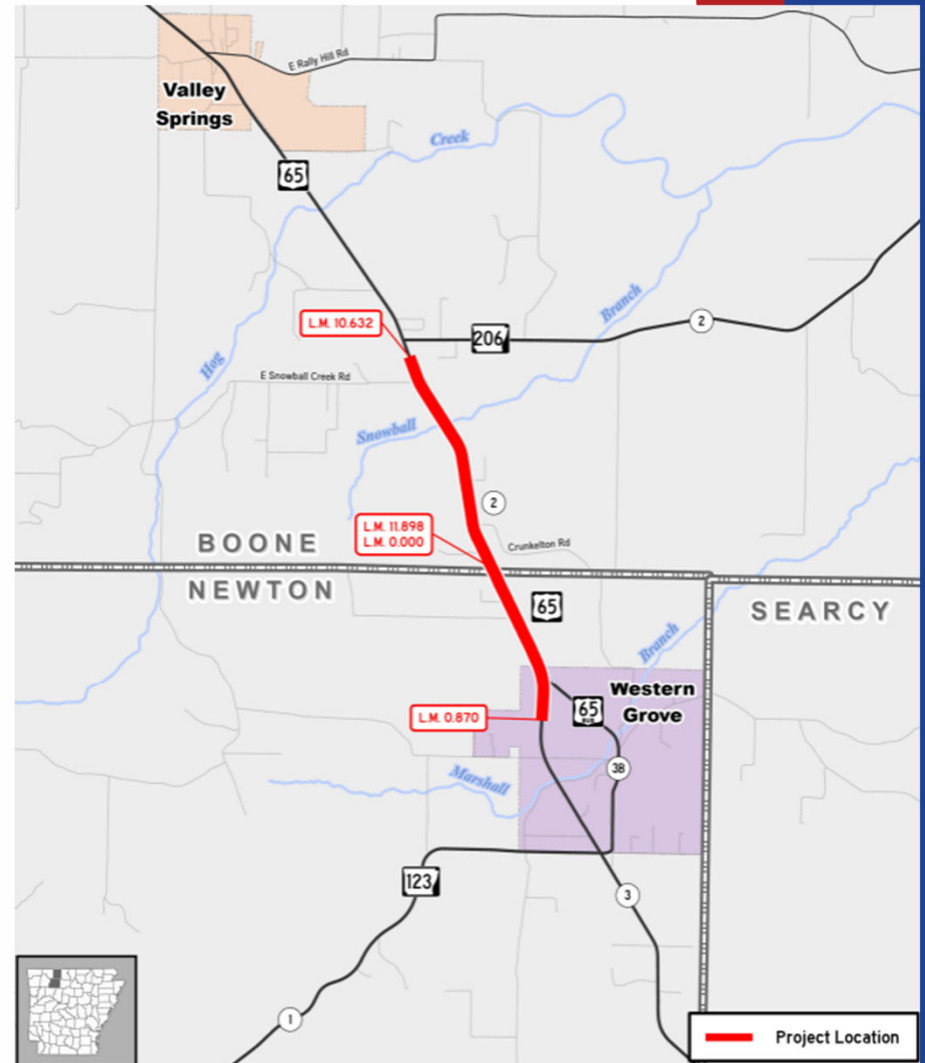 E Rally Hill Rd
Valley
Springs
Creek
65
Branch
L.M. 10.632
206
2
Hog
E Snowball Creek Rd
Snowball
2
L.M. 11.898
L.M. 0.000
Crunkelton Rd
BOONE
NEWTON
65
SEARCY
Branch
Western
Grove
65
BUS
L.M. 0.870
3B
Marshall
123
3
1
Project Location